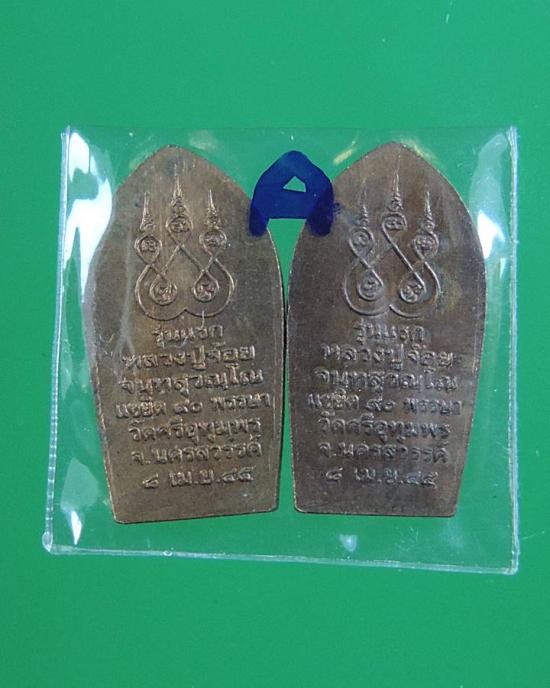 รุ่นแรก
หลวงปู่จ้อย
จนฺทสุวณฺโณ
แซยิด ๙๐ พรรษา
วัดศรีอุทุมพร
จ.นครสวรรค์
๘ เม.ย.๔๕
รุ่นแรก
หลวงปู่จ้อย
จนฺทสุวณฺโณ
แซยิด ๙๐ พรรษา
วัดศรีอุทุมพร
จ.นครสวรรค์
๘ เม.ย.๔๕